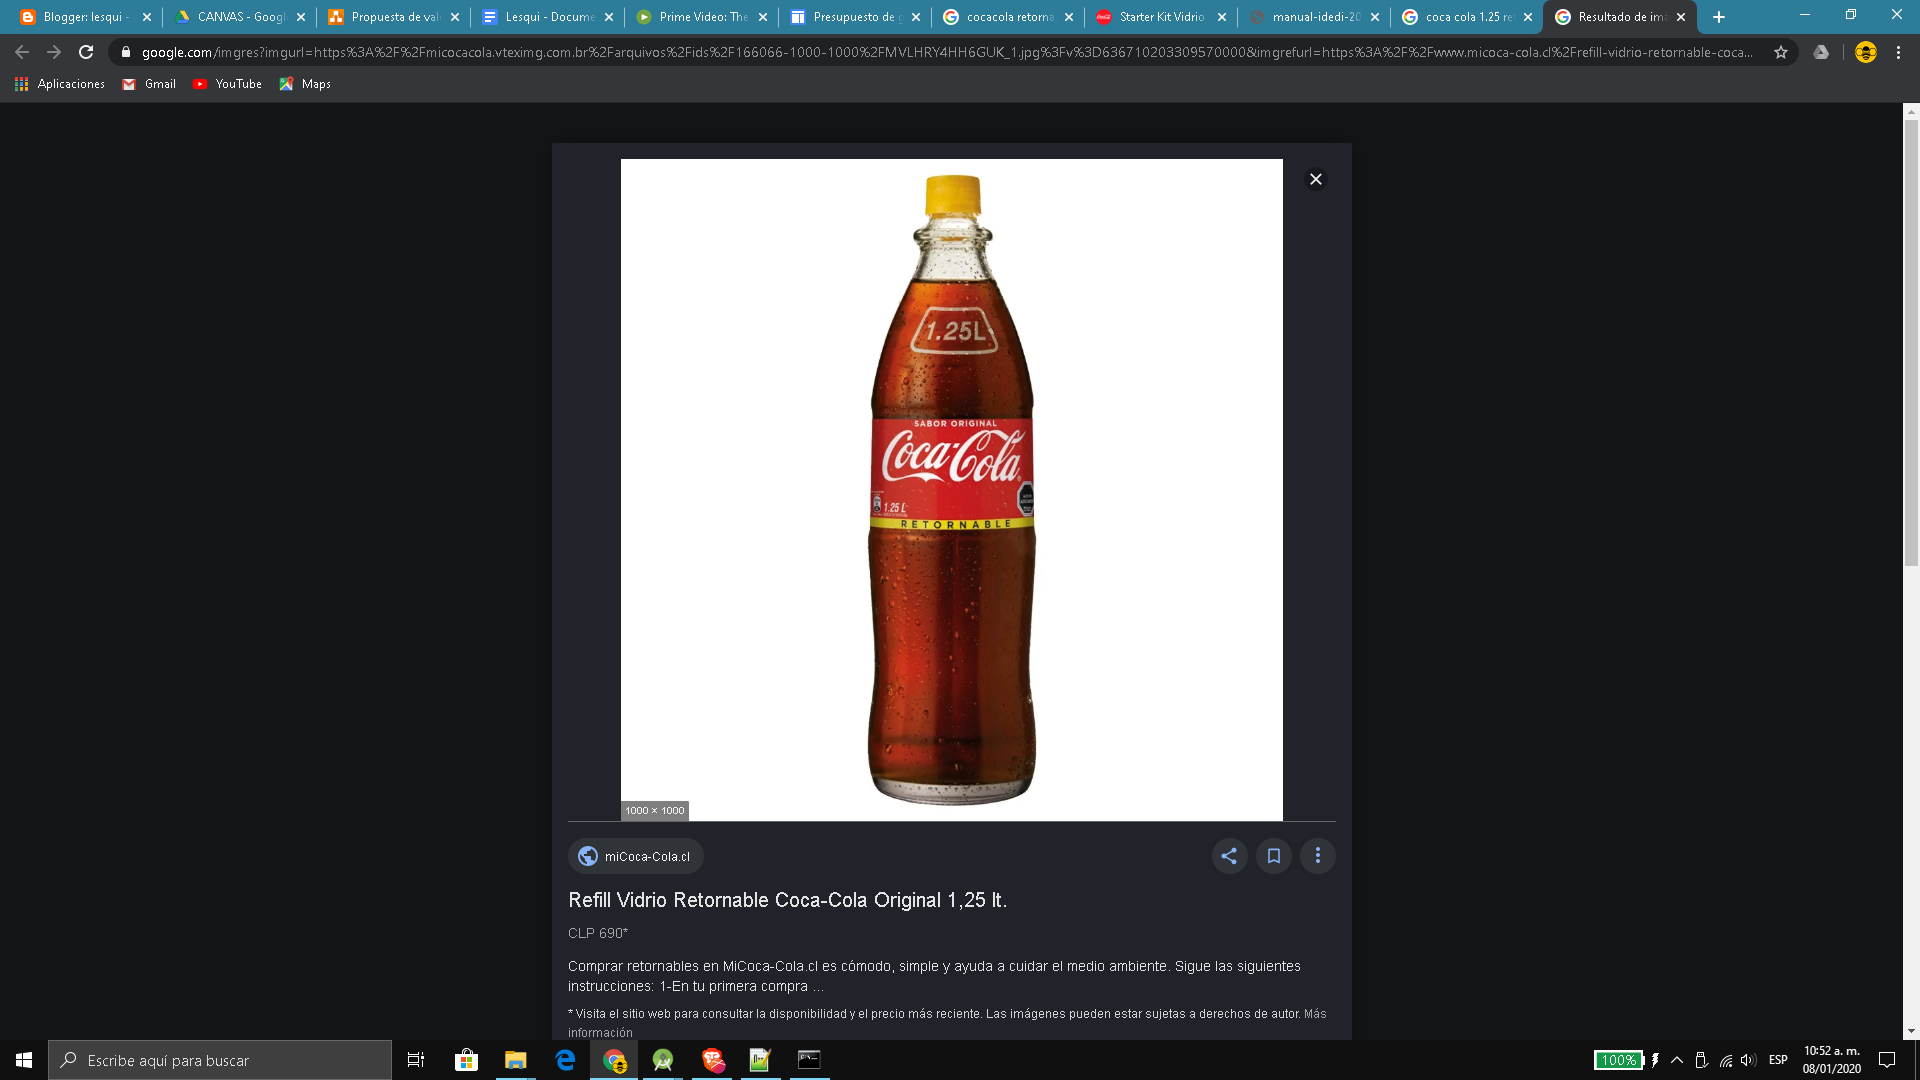 Blogger: lesqui -
CANVAS - Googl
Propuesta de val
Lesqui - Docume
Prime Video: The
Presupuesto de g
cocacola retorna
Starter Kit Vidrio
manual-idedi-20
coca cola 1.25 re
Resultado de im
google.com/imgres?imgurl=https%3A%2F%2Fmicocacola.vteximg.com.br%2Farquivos%2Fids%2F166066-1000-1000%2FMVLHRY4HH6GUK_1.jpg%3Fv%3D636710203309570000&imgrefurl=https%3A%2F%2Fwww.micoca-cola.cl%2Frefill-vidrio-retornable-coca...
Aplicaciones
Gmail
YouTube
Maps
1.25L
SABOR ORIGINAL
Coca-Cola
1.25 L
RETORNABLE
1000 × 1000
miCoca-Cola.cl
Refill Vidrio Retornable Coca-Cola Original 1,25 lt.
CLP 690*
Comprar retornables en MiCoca-Cola.cl es cómodo, simple y ayuda a cuidar el medio ambiente. Sigue las siguientes
instrucciones: 1-En tu primera compra ...
* Visita el sitio web para consultar la disponibilidad y el precio más reciente. Las imágenes pueden estar sujetas a derechos de autor. Más
información
Escribe aquí para buscar
100%
ESP
10:52 a. m.
08/01/2020